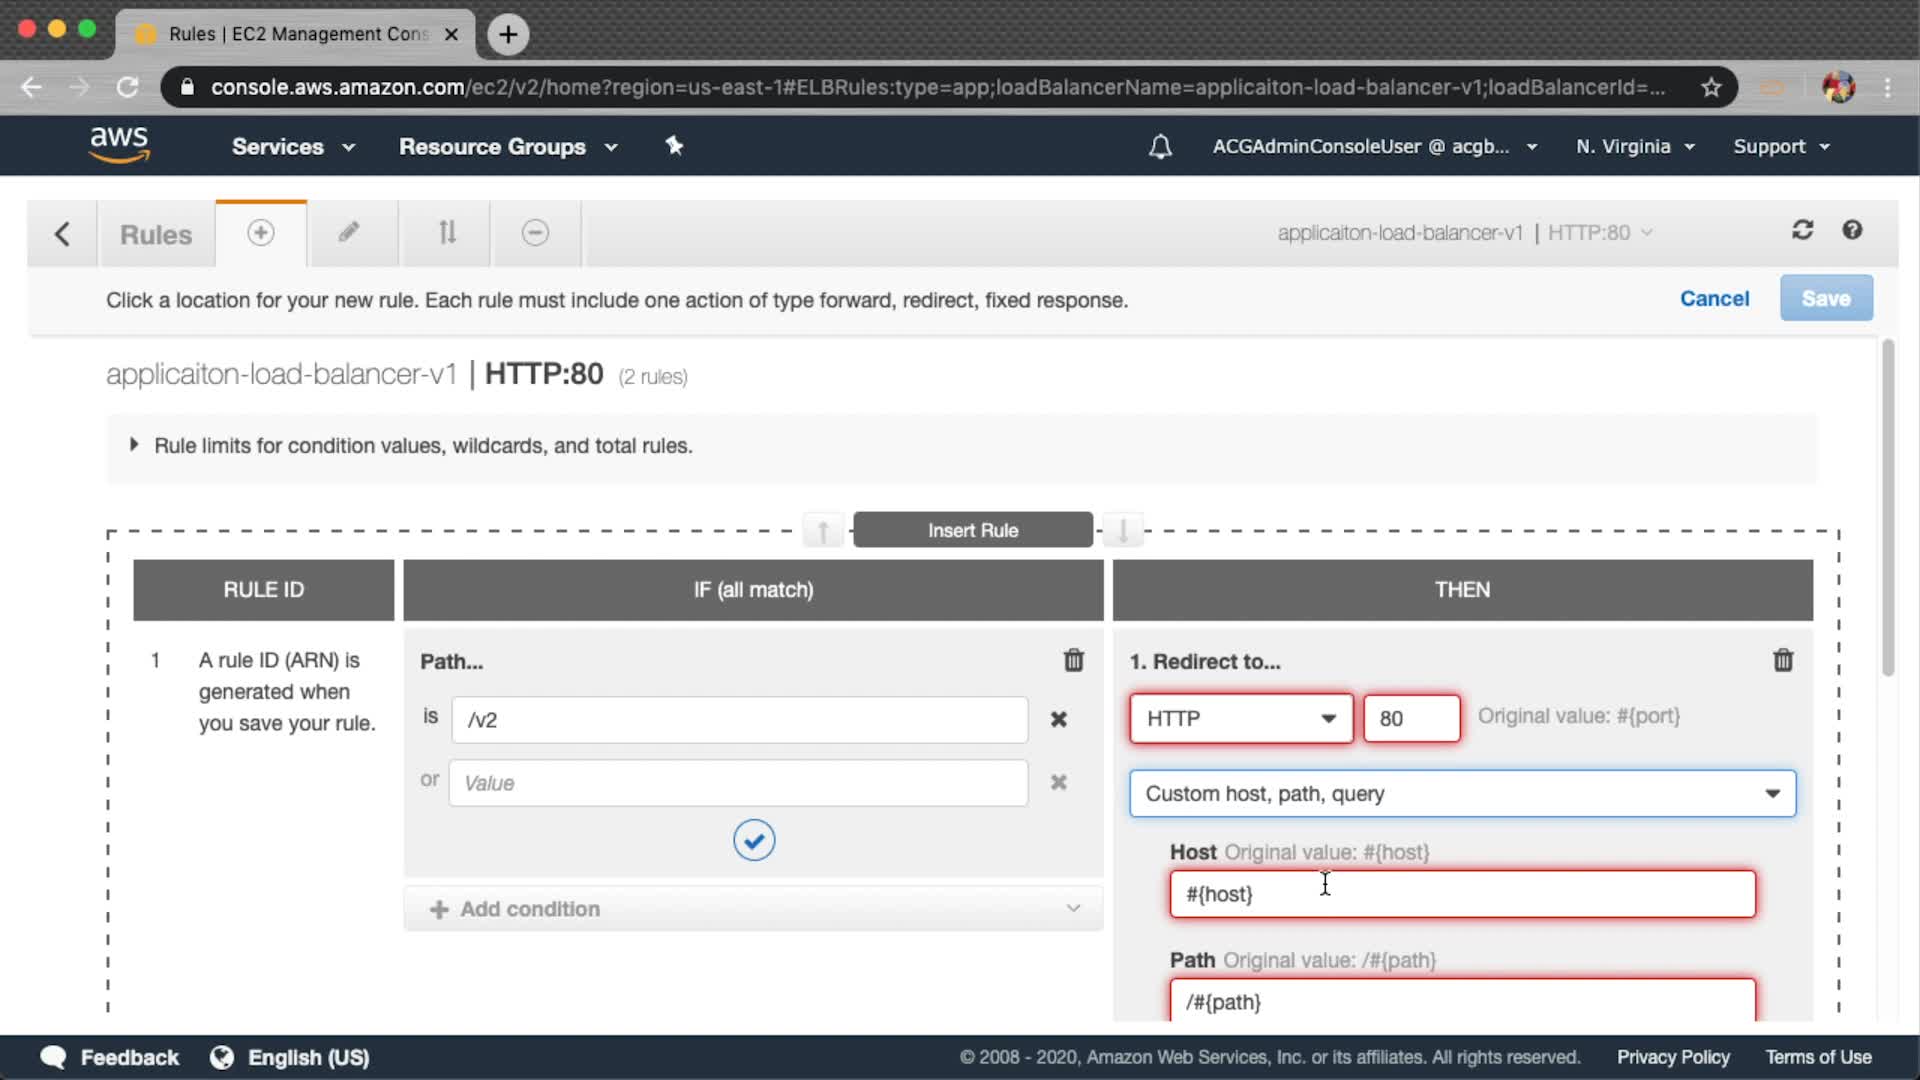 Rules | EC2 Management Cons
console.aws.amazon.com/ec2/v2/home?region=us-east-1#ELBRules:type=app;loadBalancerName=applicaiton-load-balancer-v1;loadBalancerId=...
aws Services Resource Groups ACGAdminConsoleUser @ acgb... N. Virginia Support
Rules applicaiton-load-balancer-v1 | HTTP:80
Click a location for your new rule. Each rule must include one action of type forward, redirect, fixed response. Cancel Save
applicaiton-load-balancer-v1 | HTTP:80 (2 rules)
Rule limits for condition values, wildcards, and total rules.
Insert Rule
RULE ID IF (all match) THEN
1 A rule ID (ARN) is
generated when
you save your rule.
Path...
is /v2
or Value
Add condition
1. Redirect to...
HTTP 80 Original value: #{port}
Custom host, path, query
Host Original value: #{host}
#{host}
Path Original value: /#{path}
/#{path}
Feedback English (US) © 2008 - 2020, Amazon Web Services, Inc. or its affiliates. All rights reserved. Privacy Policy Terms of Use